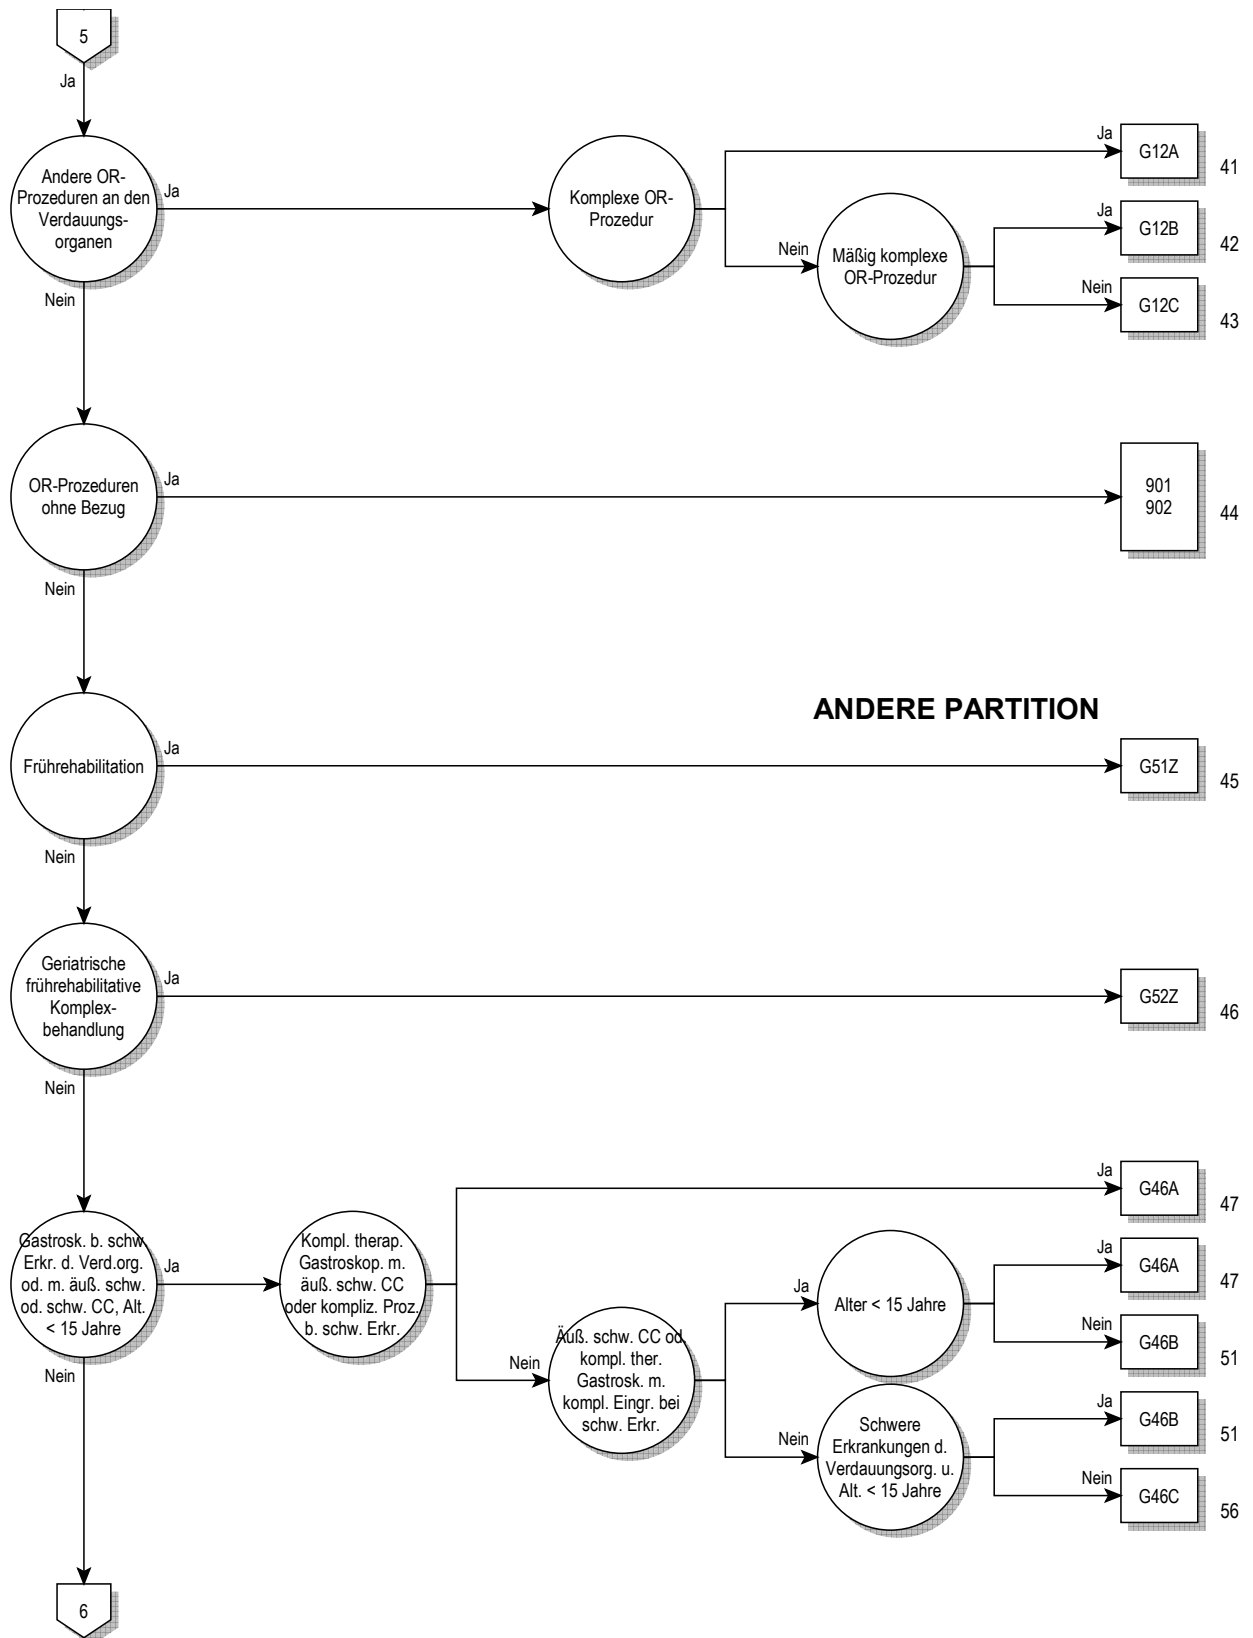 5
Ja
Andere OR-
Prozeduren an den
Verdauungs-
organen
Ja
Komplexe OR-
Prozedur
Ja
G12A
41
Nein
Mäßig komplexe
OR-Prozedur
Ja
G12B
42
Nein
G12C
43
Nein
OR-Prozeduren
ohne Bezug
Ja
901
902
44
Nein
ANDERE PARTITION
Frührehabilitation
Ja
G51Z
45
Nein
Geriatrische
frührehabilitative
Komplex-
behandlung
Ja
G52Z
46
Nein
Gastrosk. b. schw.
Erkr. d. Verd.org.
od. m. äuß. schw.
od. schw. CC, Alt.
< 15 Jahre
Ja
Kompl. therap.
Gastroskop. m.
äuß. schw. CC
oder kompliz. Proz.
b. schw. Erkr.
Ja
G46A
47
Nein
Äuß. schw. CC od.
kompl. ther.
Gastrosk. m.
kompl. Eingr. bei
schw. Erkr.
Ja
Alter < 15 Jahre
Ja
G46A
47
Nein
G46B
51
Nein
Schwere
Erkrankungen d.
Verdauungsorg. u.
Alt. < 15 Jahre
Ja
G46B
51
Nein
G46C
56
Nein
6